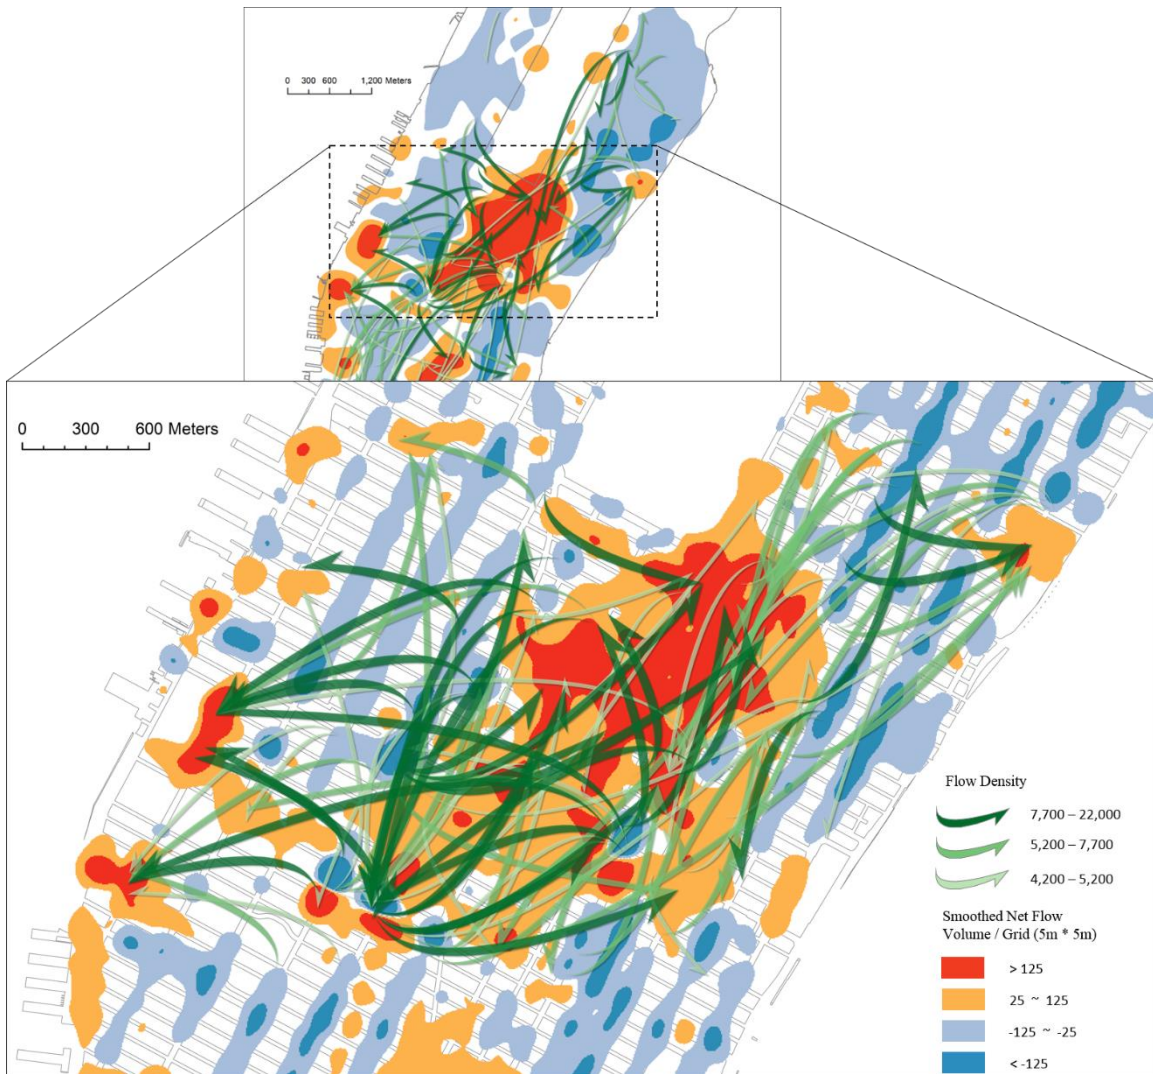 0 300 600 1,200 Meters
0 300 600 Meters
Flow Density
7,700 – 22,000
5,200 – 7,700
4,200 – 5,200
Smoothed Net Flow
Volume / Grid (5m * 5m)
> 125
25 ~ 125
-125 ~ -25
< -125